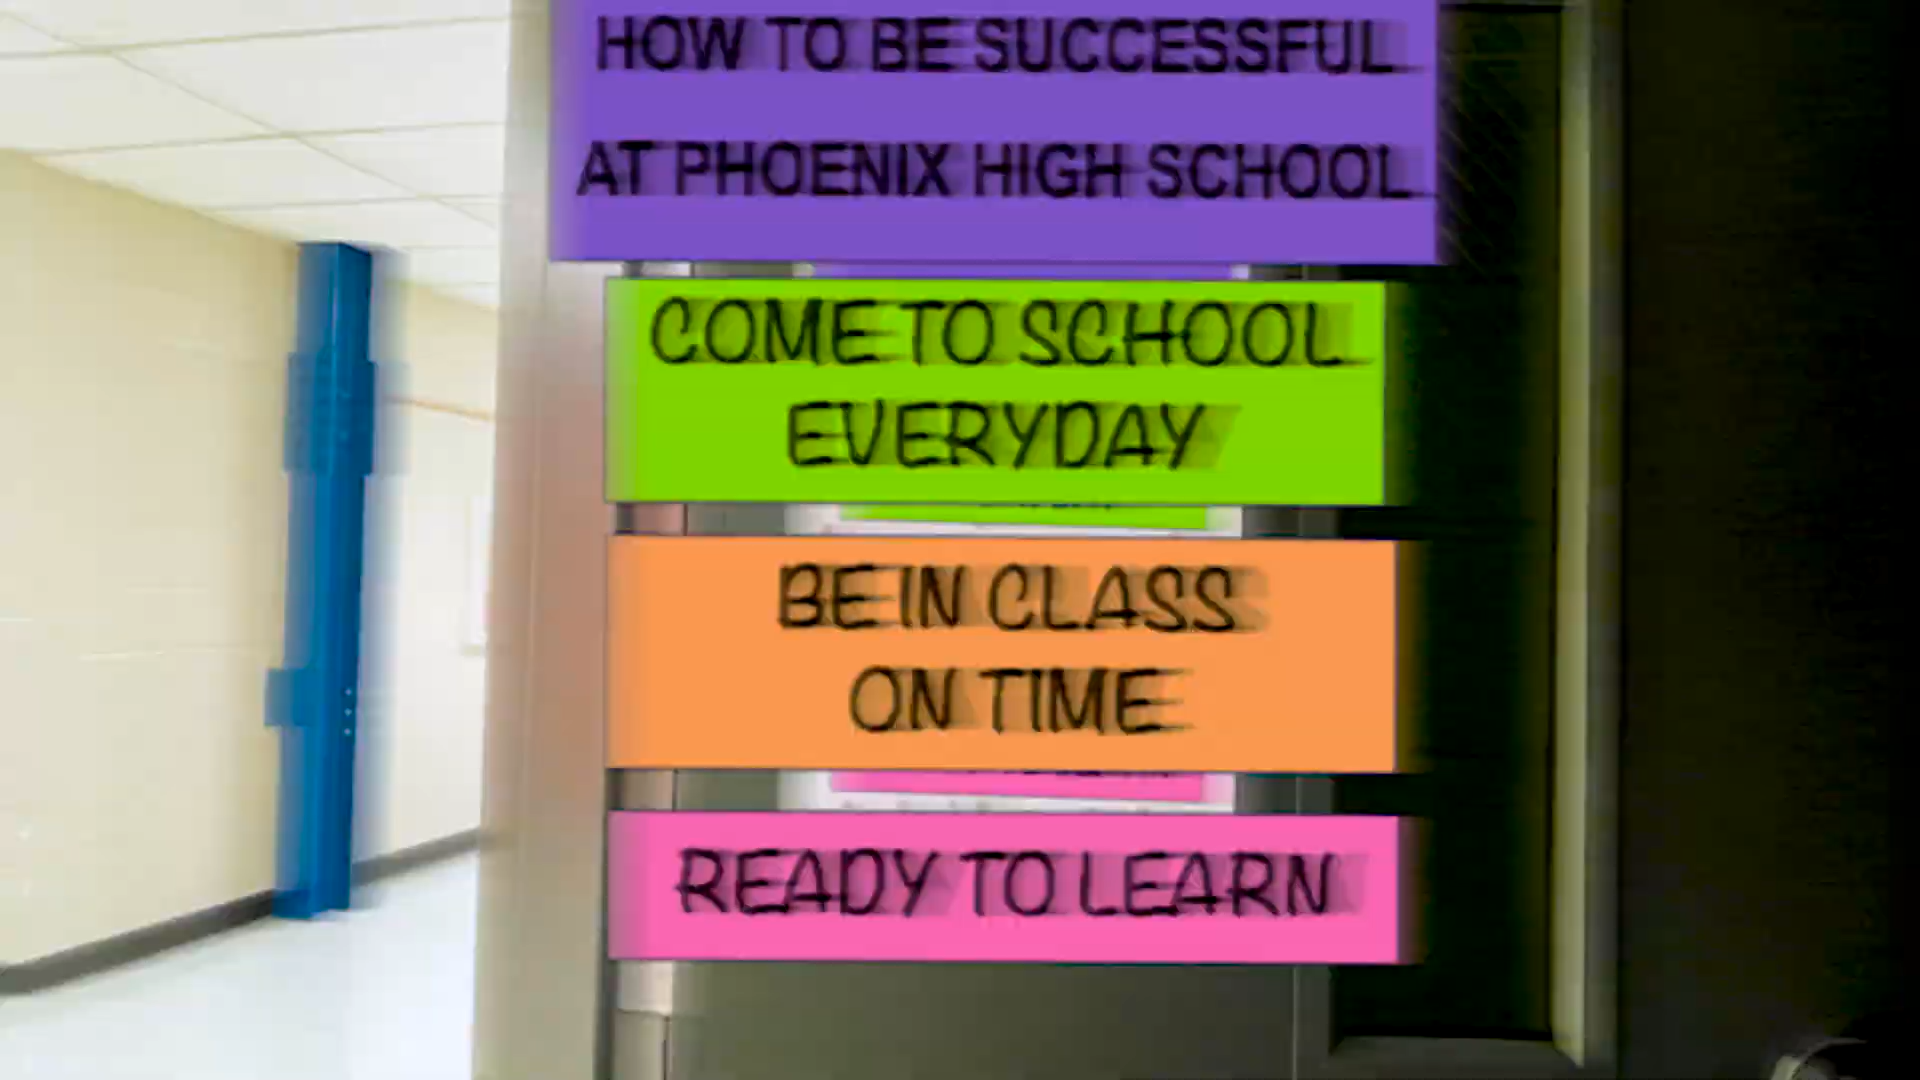 HOW TO BE SUCCESSFUL
AT PHOENIX HIGH SCHOOL
COME TO SCHOOL
EVERYDAY
BE IN CLASS
ON TIME
READY TO LEARN